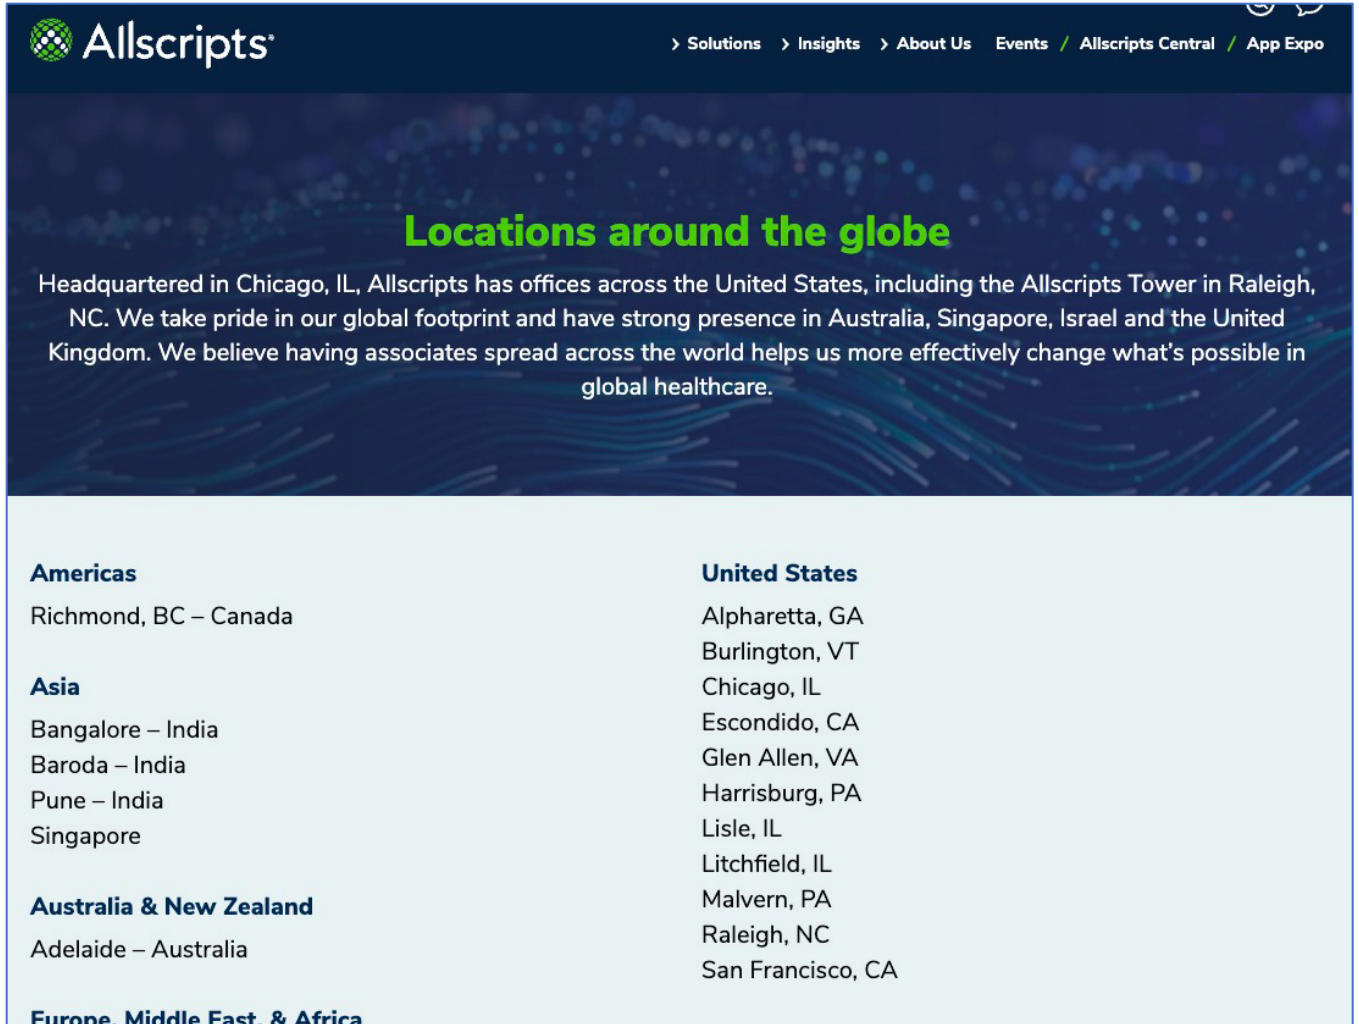 Allscripts
> Solutions > Insights > About Us Events / Allscripts Central / App Expo
Locations around the globe
Headquartered in Chicago, IL, Allscripts has offices across the United States, including the Allscripts Tower in Raleigh,
NC. We take pride in our global footprint and have strong presence in Australia, Singapore, Israel and the United
Kingdom. We believe having associates spread across the world helps us more effectively change what's possible in
global healthcare.
Americas
Richmond, BC – Canada
Asia
Bangalore – India
Baroda – India
Pune – India
Singapore
Australia & New Zealand
Adelaide – Australia
Europe, Middle East, & Africa
United States
Alpharetta, GA
Burlington, VT
Chicago, IL
Escondido, CA
Glen Allen, VA
Harrisburg, PA
Lisle, IL
Litchfield, IL
Malvern, PA
Raleigh, NC
San Francisco, CA